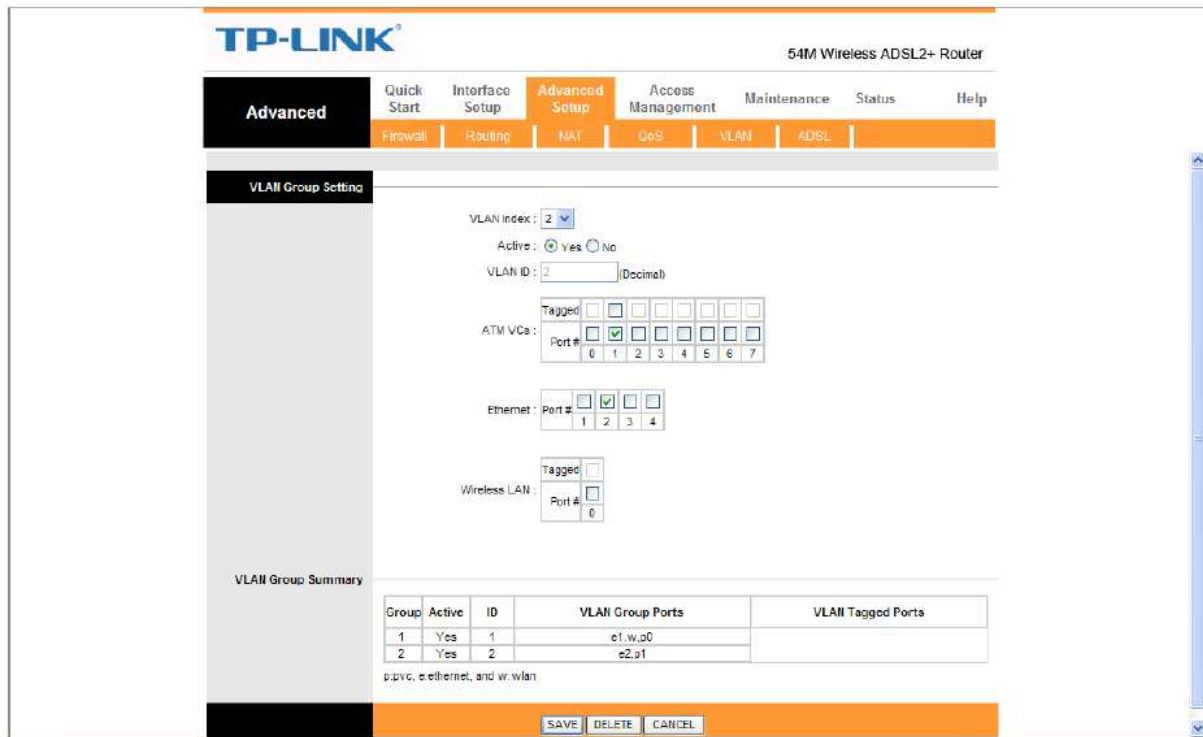 TP-LINK®
54M Wireless ADSL2+ Router
Advanced
Quick Start
Interface Setup
Advanced Setup
Access Management
Maintenance
Status
Help
Firewall
Routing
NAT
QoS
VLAN
ADSL
VLAN Group Setting
VLAN Index : 2
Active : Yes No
VLAN ID : 2 (Decimal)
ATM VCs :
Tagged
Port #
0 1 2 3 4 5 6 7
Ethernet : Port #
1 2 3 4
Wireless LAN :
Tagged
Port #
0
VLAN Group Summary
Group Active ID VLAN Group Ports VLAN Tagged Ports
1 Yes 1 e1,w,p0
2 Yes 2 e2,p1
p:pvc, e:ethernet, and w:wlan
SAVE DELETE CANCEL